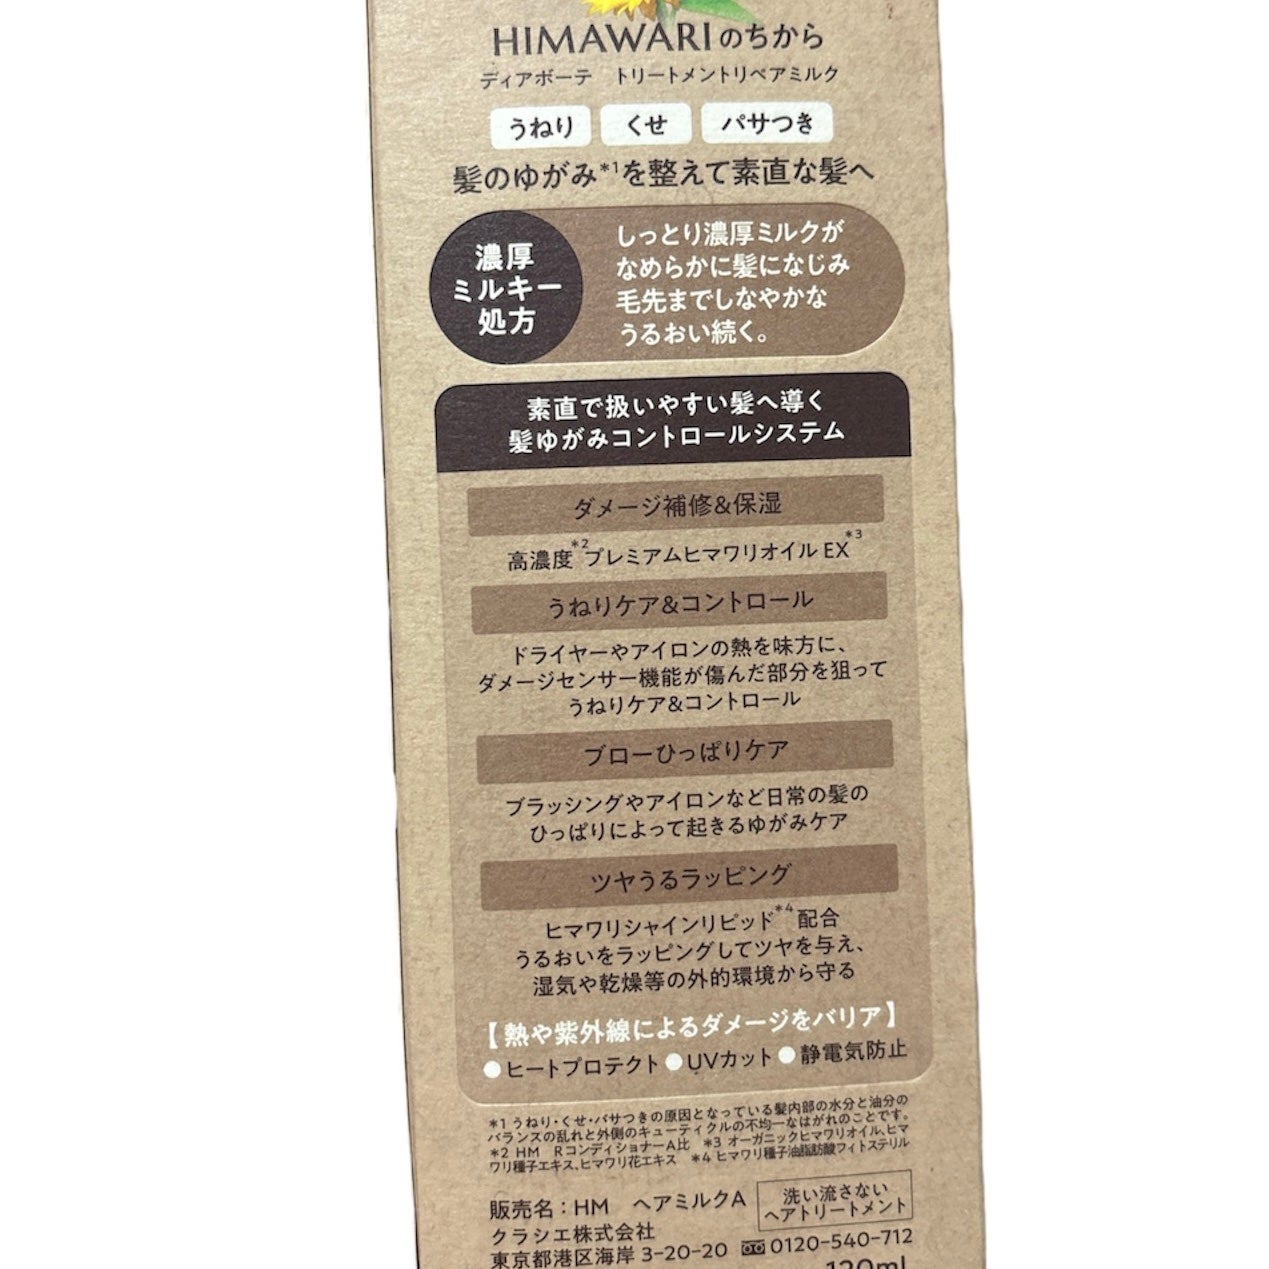 HIMAWARIのちから
ディアボーテ　トリートメントリペアミルク
うねり　くせ　パサつき
髪のゆがみ*1を整えて素直な髪へ
濃厚
ミルキー
処方
しっとり濃厚ミルクが
なめらかに髪になじみ
毛先までしなやかな
うるおい続く。
素直で扱いやすい髪へ導く
髪ゆがみコントロールシステム
ダメージ補修&保湿
高濃度*2プレミアムヒマワリオイル EX*3
うねりケア&コントロール
ドライヤーやアイロンの熱を味方に、
ダメージセンサー機能が傷んだ部分を狙って
うねりケア&コントロール
ブローひっぱりケア
ブラッシングやアイロンなど日常の髪の
ひっぱりによって起きるゆがみケア
ツヤうるラッピング
ヒマワリシャインリピッド*4配合
うるおいをラッピングしてツヤを与え、
湿気や乾燥等の外的環境から守る
【熱や紫外線によるダメージをバリア】
●ヒートプロテクト ●UVカット ●静電気防止
*1 うねり・くせ・パサつきの原因となっている髪内部の水分と油分の
バランスの乱れと外側のキューティクルの不均一なはがれのことです。
*2 HM　RコンディショナーA比　*3 オーガニックヒマワリオイル、ヒマ
ワリ種子エキス、ヒマワリ花エキス　*4 ヒマワリ種子油脂肪酸フィトステリル
販売名：HM　ヘアミルクA
洗い流さない
ヘアトリートメント
クラシエ株式会社
東京都港区海岸 3-20-20 0120-540-712
120ml